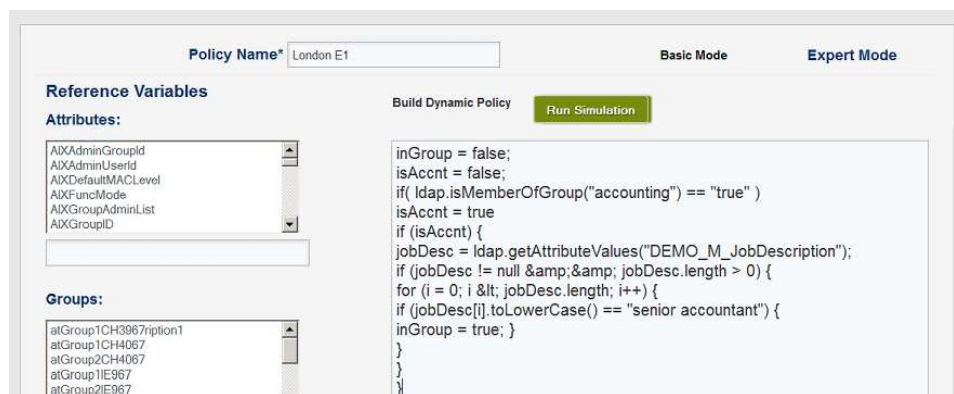 Policy Name* London E1 Basic Mode Expert Mode
Reference Variables
Attributes:
AIXAdminGroupId
AIXAdminUserId
AIXDefaultMACLevel
AIXFuncMode
AIXGroupAdminList
AIXGroupID
Groups:
atGroup1CH3967ription1
atGroup1CH4067
atGroup2CH4067
atGroup1IE967
atGroup2IE967
Build Dynamic Policy Run Simulation
inGroup = false;
isAccnt = false;
if( ldap.isMemberOfGroup("accounting") == "true" )
isAccnt = true
if (isAccnt) {
jobDesc = ldap.getAttributeValues("DEMO_M_JobDescription");
if (jobDesc != null &amp;&amp; jobDesc.length > 0) {
for (i = 0; i &lt; jobDesc.length; i++) {
if (jobDesc[i].toLowerCase() == "senior accountant") {
inGroup = true; }
}
}
}